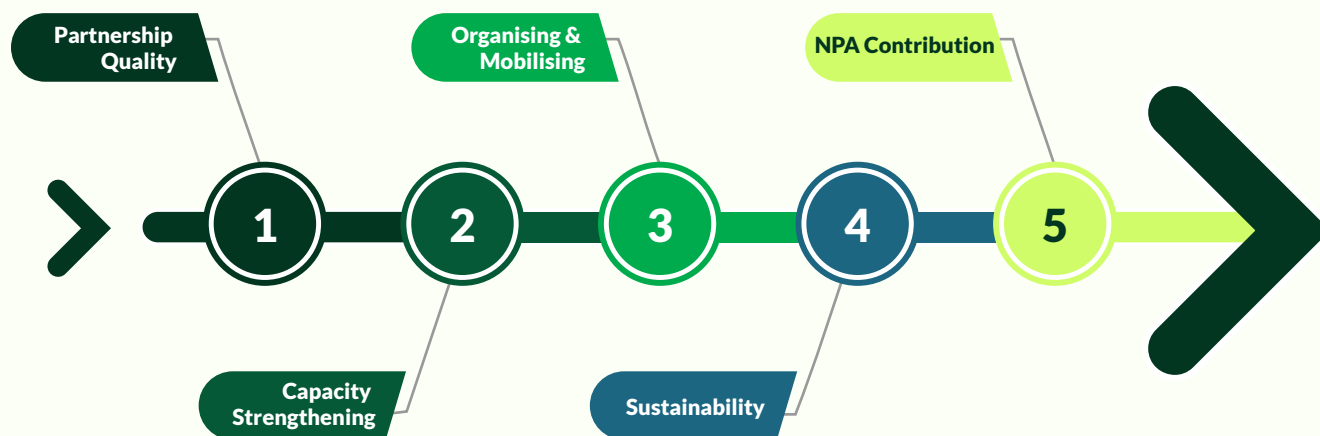 Partnership
Quality
Organising &
Mobilising
NPA Contribution
1
2
3
4
5
Capacity
Strengthening
Sustainability